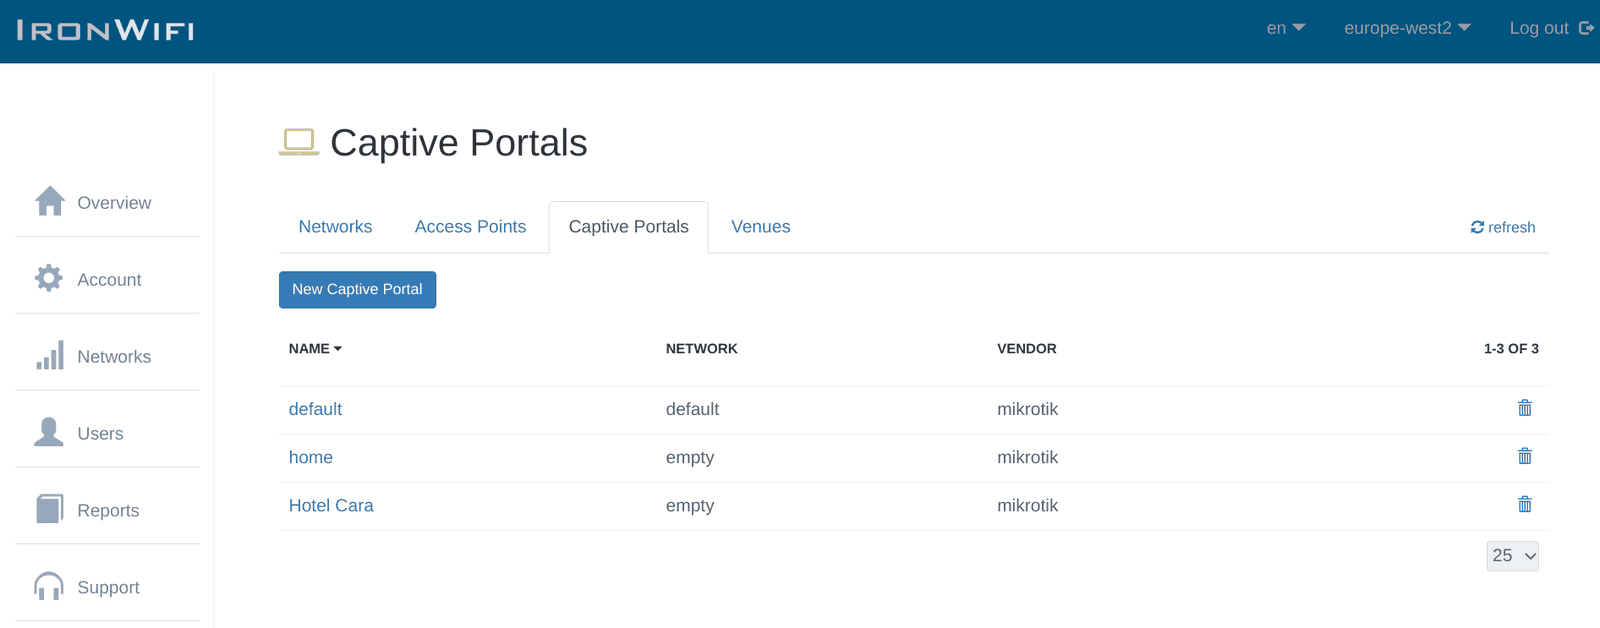 IRONWIFI
en europe-west2 Log out
Overview
Account
Networks
Users
Reports
Support
Captive Portals
Networks Access Points Captive Portals Venues refresh
New Captive Portal
NAME NETWORK VENDOR 1-3 OF 3
default default mikrotik
home empty mikrotik
Hotel Cara empty mikrotik
25